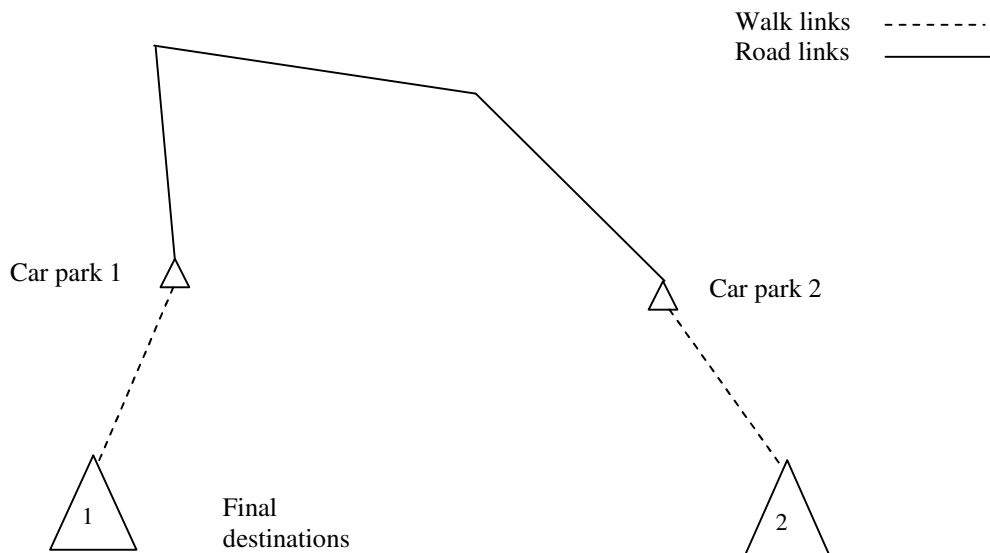 Walk links
Road links
Car park 1
Car park 2
1
Final
destinations
2